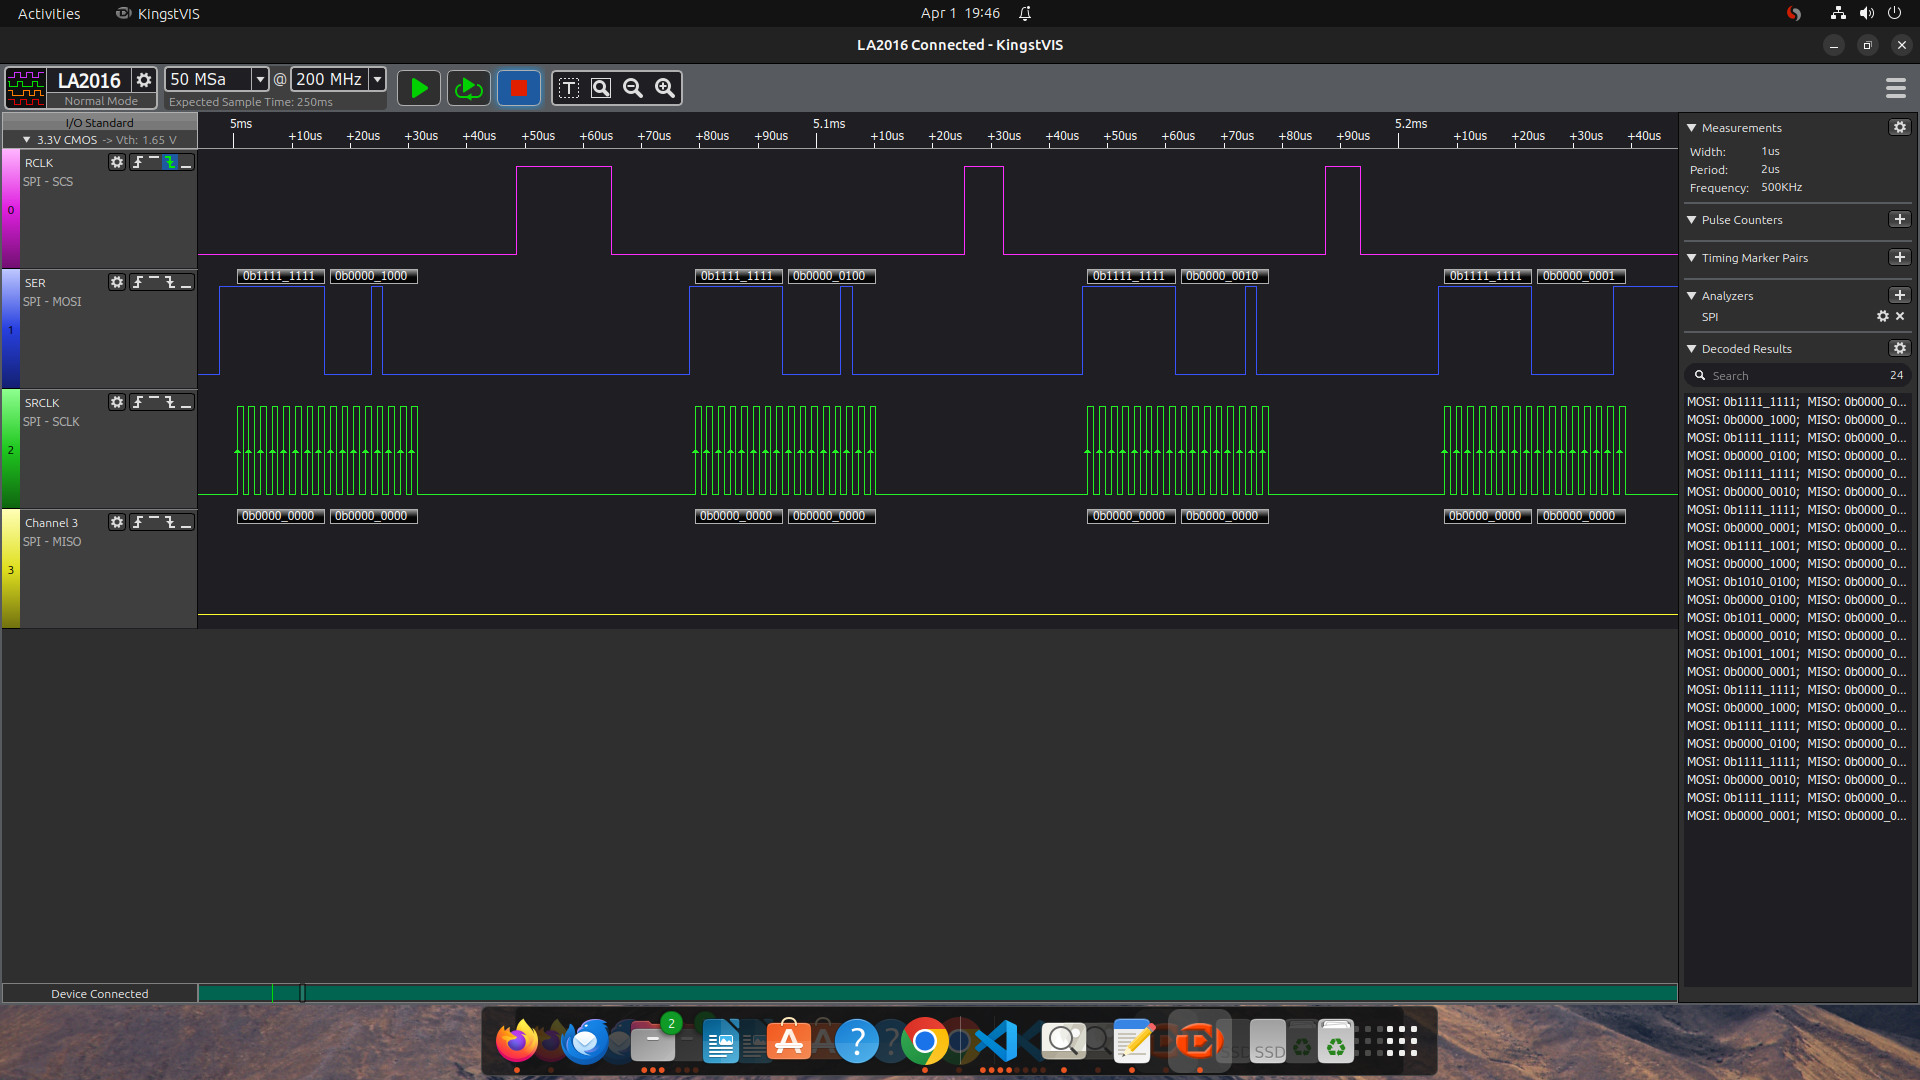 Activities KingstVIS Apr 1 19:46
LA2016 Connected - KingstVIS
LA2016 50 MSa @ 200 MHz
Normal Mode Expected Sample Time: 250ms
I/O Standard
3.3V CMOS -> Vth: 1.65 V
5ms +10us +20us +30us +40us +50us +60us +70us +80us +90us 5.1ms +10us +20us +30us +40us +50us +60us +70us +80us +90us 5.2ms +10us +20us +30us +40us
0
RCLK
SPI - SCS
1
SER
SPI - MOSI
0b1111_1111 0b0000_1000 0b1111_1111 0b0000_0100 0b1111_1111 0b0000_0010 0b1111_1111 0b0000_0001
2
SRCLK
SPI - SCLK
3
Channel 3
SPI - MISO
0b0000_0000 0b0000_0000 0b0000_0000 0b0000_0000 0b0000_0000 0b0000_0000 0b0000_0000 0b0000_0000
Measurements
Width: 1us
Period: 2us
Frequency: 500KHz
Pulse Counters
Timing Marker Pairs
Analyzers
SPI
Decoded Results
Search 24
MOSI: 0b1111_1111; MISO: 0b0000_0...
MOSI: 0b0000_1000; MISO: 0b0000_0...
MOSI: 0b1111_1111; MISO: 0b0000_0...
MOSI: 0b0000_0100; MISO: 0b0000_0...
MOSI: 0b1111_1111; MISO: 0b0000_0...
MOSI: 0b0000_0010; MISO: 0b0000_0...
MOSI: 0b1111_1111; MISO: 0b0000_0...
MOSI: 0b0000_0001; MISO: 0b0000_0...
MOSI: 0b1111_1001; MISO: 0b0000_0...
MOSI: 0b0000_1000; MISO: 0b0000_0...
MOSI: 0b1010_0100; MISO: 0b0000_0...
MOSI: 0b0000_0100; MISO: 0b0000_0...
MOSI: 0b1011_0000; MISO: 0b0000_0...
MOSI: 0b0000_0010; MISO: 0b0000_0...
MOSI: 0b1001_1001; MISO: 0b0000_0...
MOSI: 0b0000_0001; MISO: 0b0000_0...
MOSI: 0b1111_1111; MISO: 0b0000_0...
MOSI: 0b0000_1000; MISO: 0b0000_0...
MOSI: 0b1111_1111; MISO: 0b0000_0...
MOSI: 0b0000_0100; MISO: 0b0000_0...
MOSI: 0b1111_1111; MISO: 0b0000_0...
MOSI: 0b0000_0010; MISO: 0b0000_0...
MOSI: 0b1111_1111; MISO: 0b0000_0...
MOSI: 0b0000_0001; MISO: 0b0000_0...
Device Connected
2
SSD SSD